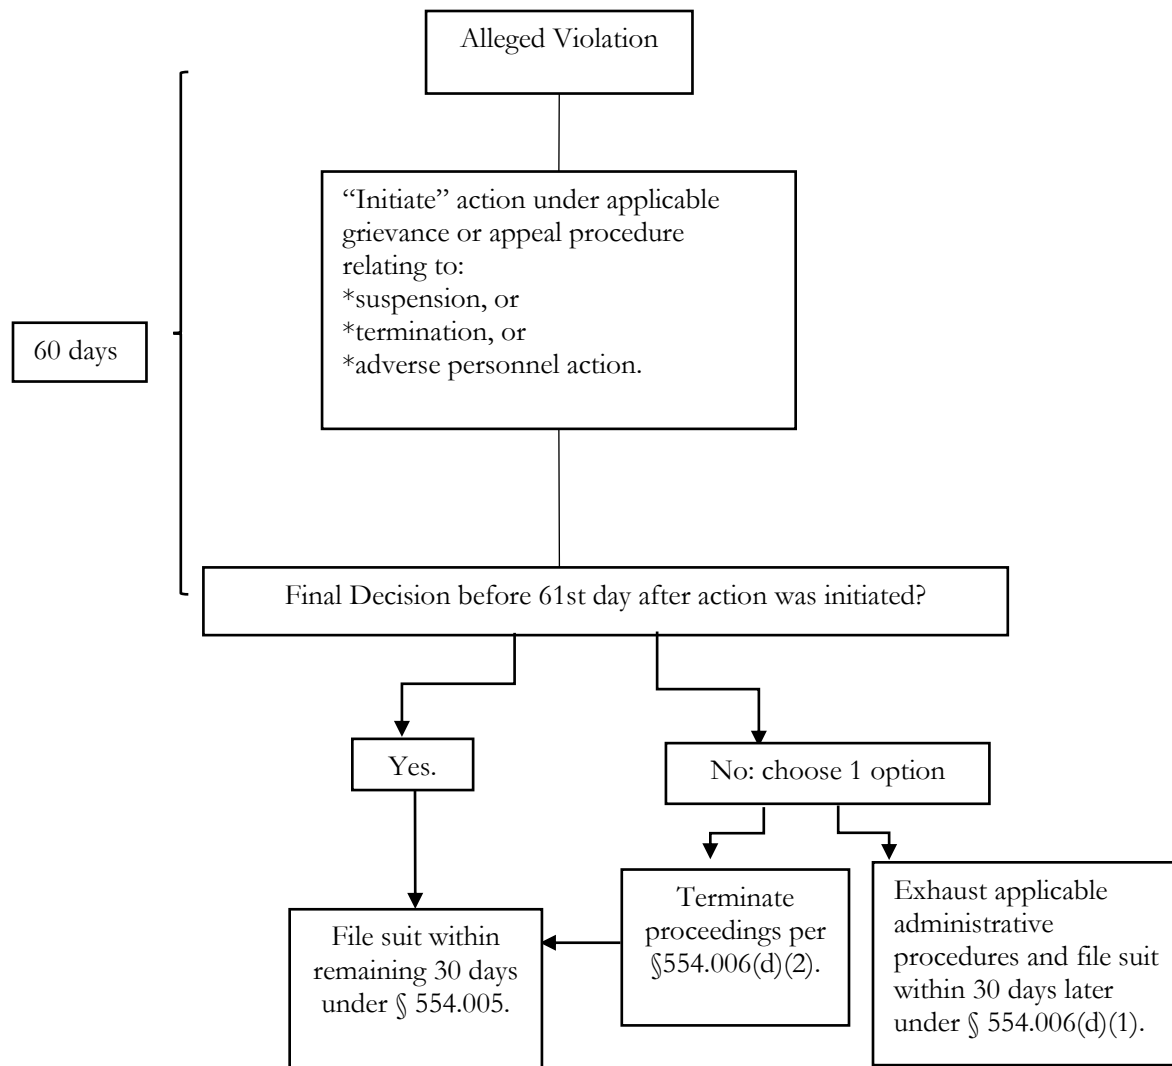 Alleged Violation
“Initiate” action under applicable
grievance or appeal procedure
relating to:
*suspension, or
*termination, or
*adverse personnel action.
60 days
Final Decision before 61st day after action was initiated?
Yes.
No: choose 1 option
File suit within
remaining 30 days
under § 554.005.
Terminate
proceedings per
§554.006(d)(2).
Exhaust applicable
administrative
procedures and file suit
within 30 days later
under § 554.006(d)(1).